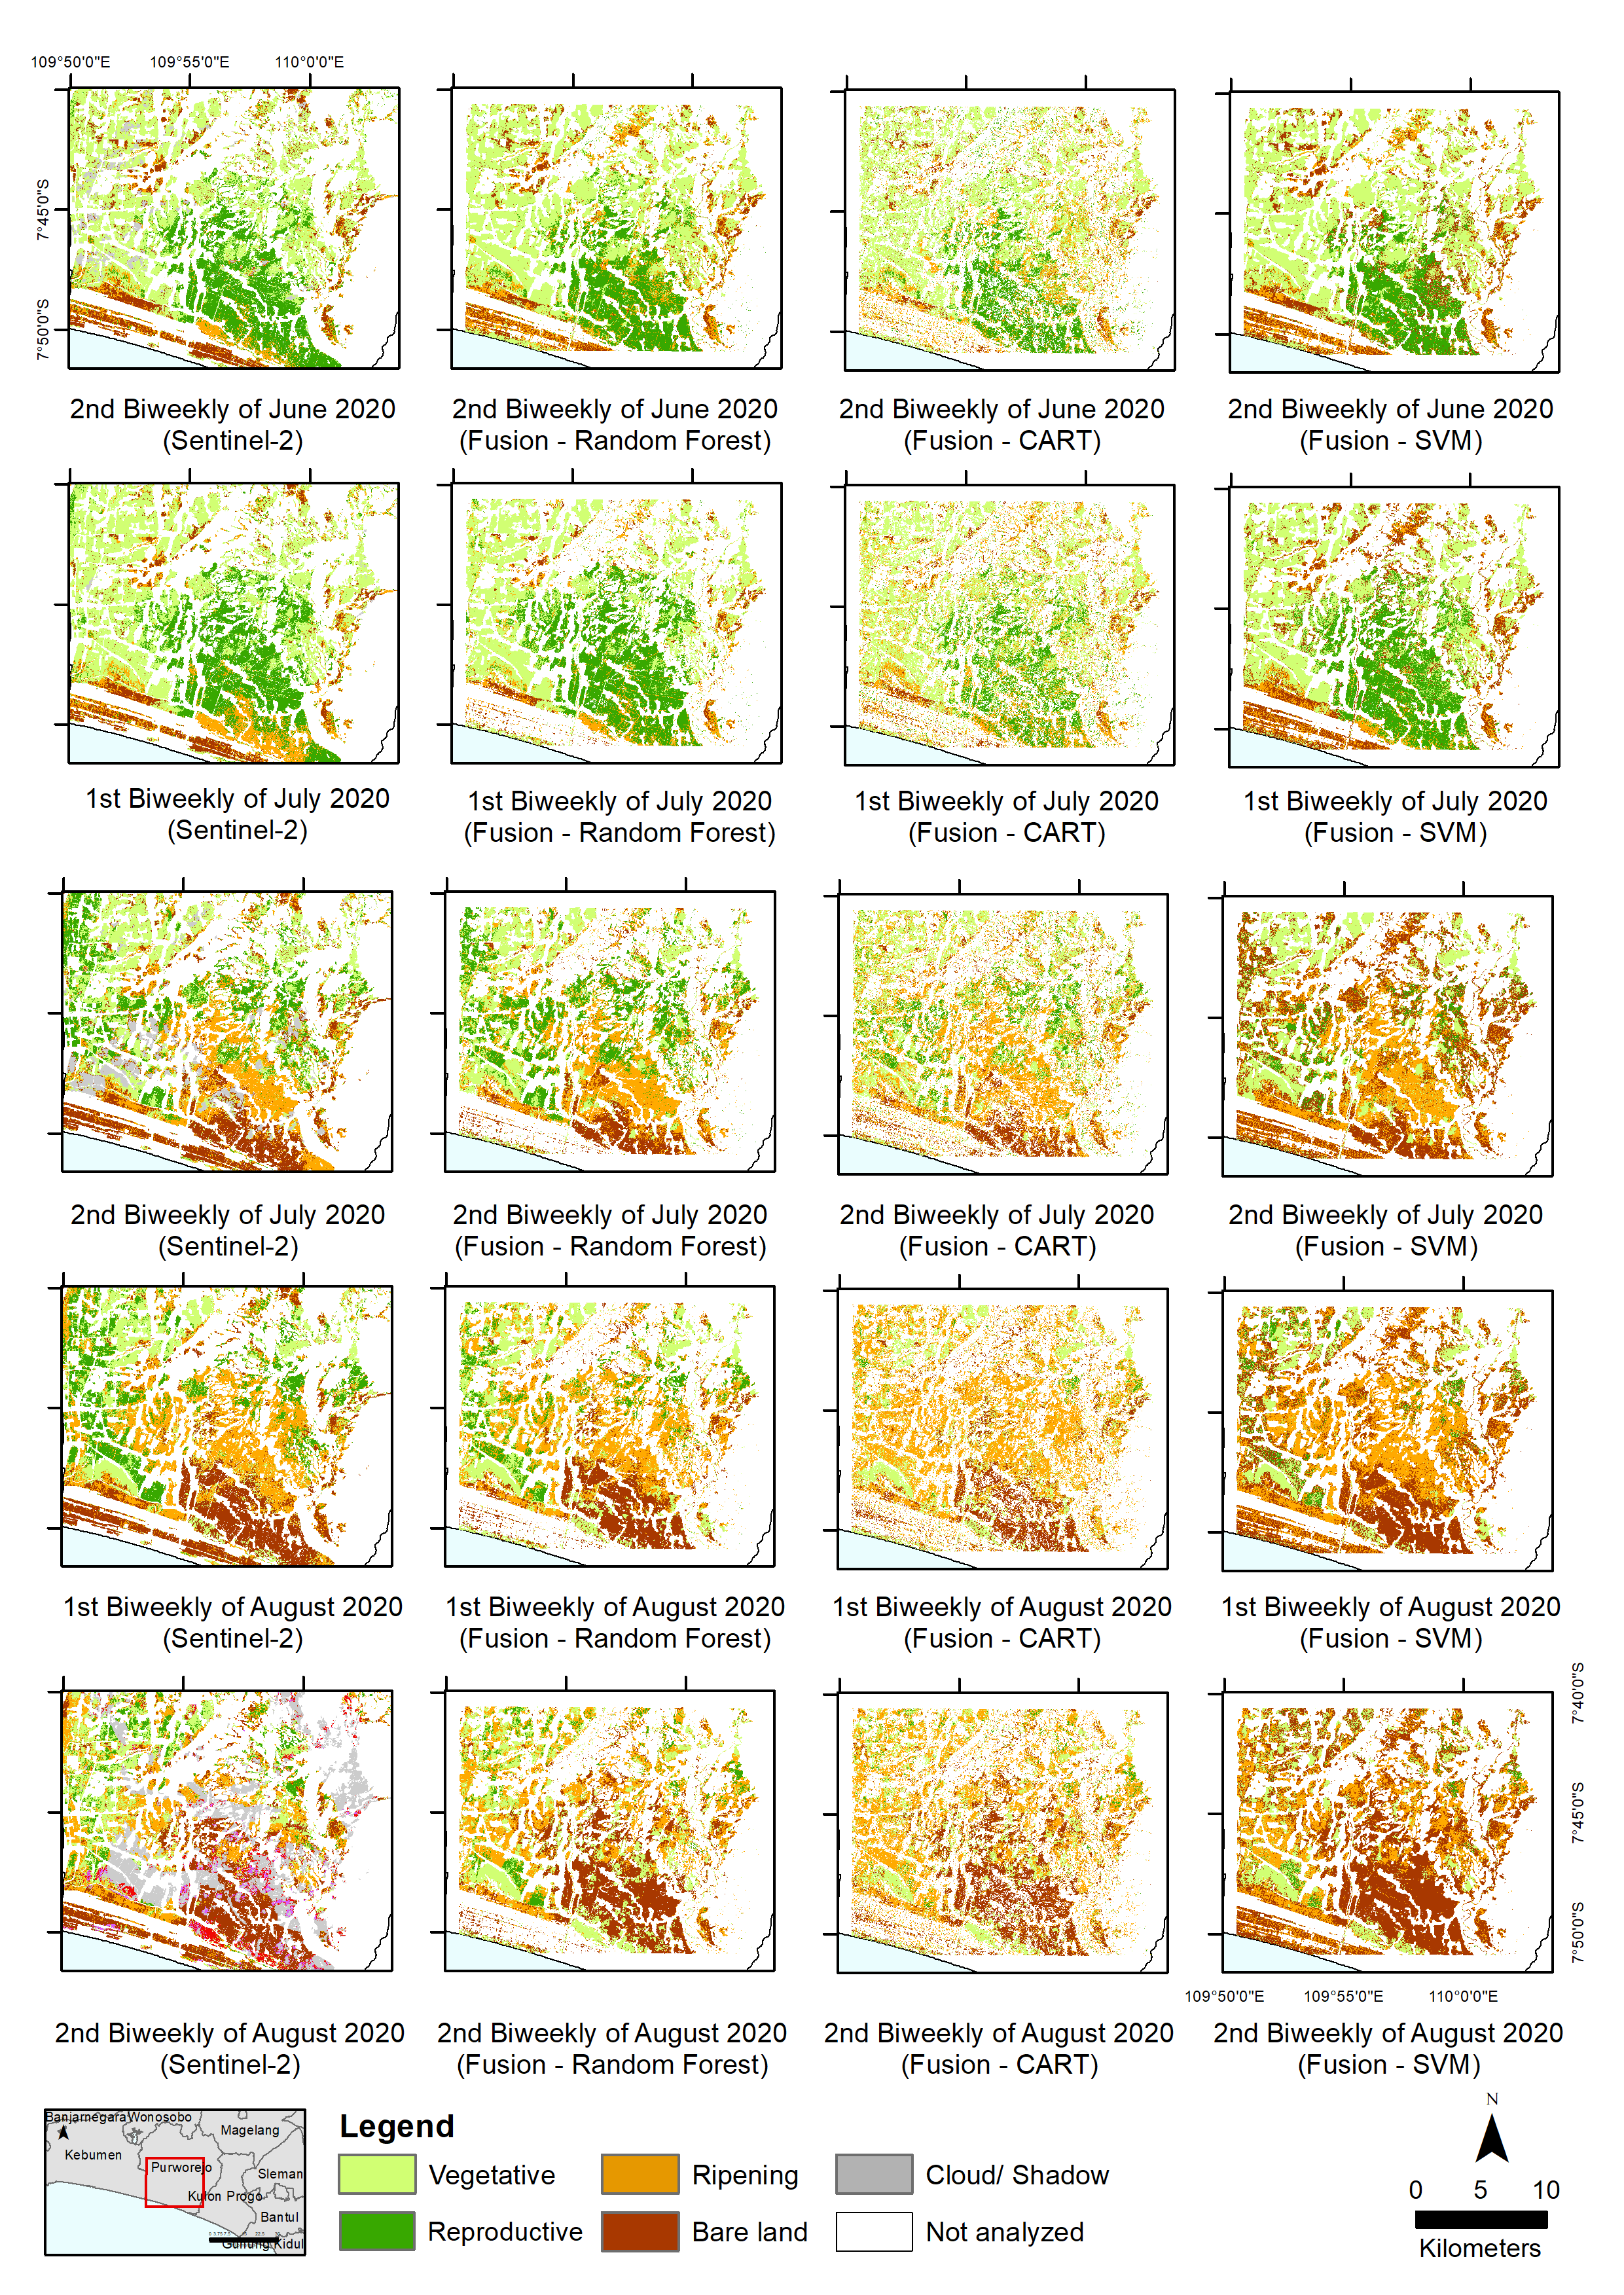 109°50'0"E 109°55'0"E 110°0'0"E
7°45'0"S
7°50'0"S
2nd Biweekly of June 2020
(Sentinel-2)
2nd Biweekly of June 2020
(Fusion - Random Forest)
2nd Biweekly of June 2020
(Fusion - CART)
2nd Biweekly of June 2020
(Fusion - SVM)
1st Biweekly of July 2020
(Sentinel-2)
1st Biweekly of July 2020
(Fusion - Random Forest)
1st Biweekly of July 2020
(Fusion - CART)
1st Biweekly of July 2020
(Fusion - SVM)
2nd Biweekly of July 2020
(Sentinel-2)
2nd Biweekly of July 2020
(Fusion - Random Forest)
2nd Biweekly of July 2020
(Fusion - CART)
2nd Biweekly of July 2020
(Fusion - SVM)
1st Biweekly of August 2020
(Sentinel-2)
1st Biweekly of August 2020
(Fusion - Random Forest)
1st Biweekly of August 2020
(Fusion - CART)
1st Biweekly of August 2020
(Fusion - SVM)
7°40'0"S
7°45'0"S
7°50'0"S
109°50'0"E 109°55'0"E 110°0'0"E
2nd Biweekly of August 2020
(Sentinel-2)
2nd Biweekly of August 2020
(Fusion - Random Forest)
2nd Biweekly of August 2020
(Fusion - CART)
2nd Biweekly of August 2020
(Fusion - SVM)
Banjarnegara Wonosobo
Magelang
Kebumen
Purworejo
Sleman
Kulon Progo
Bantul
Gunung Kidul
Legend
Vegetative
Ripening
Cloud/ Shadow
Reproductive
Bare land
Not analyzed
N
0 5 10
Kilometers